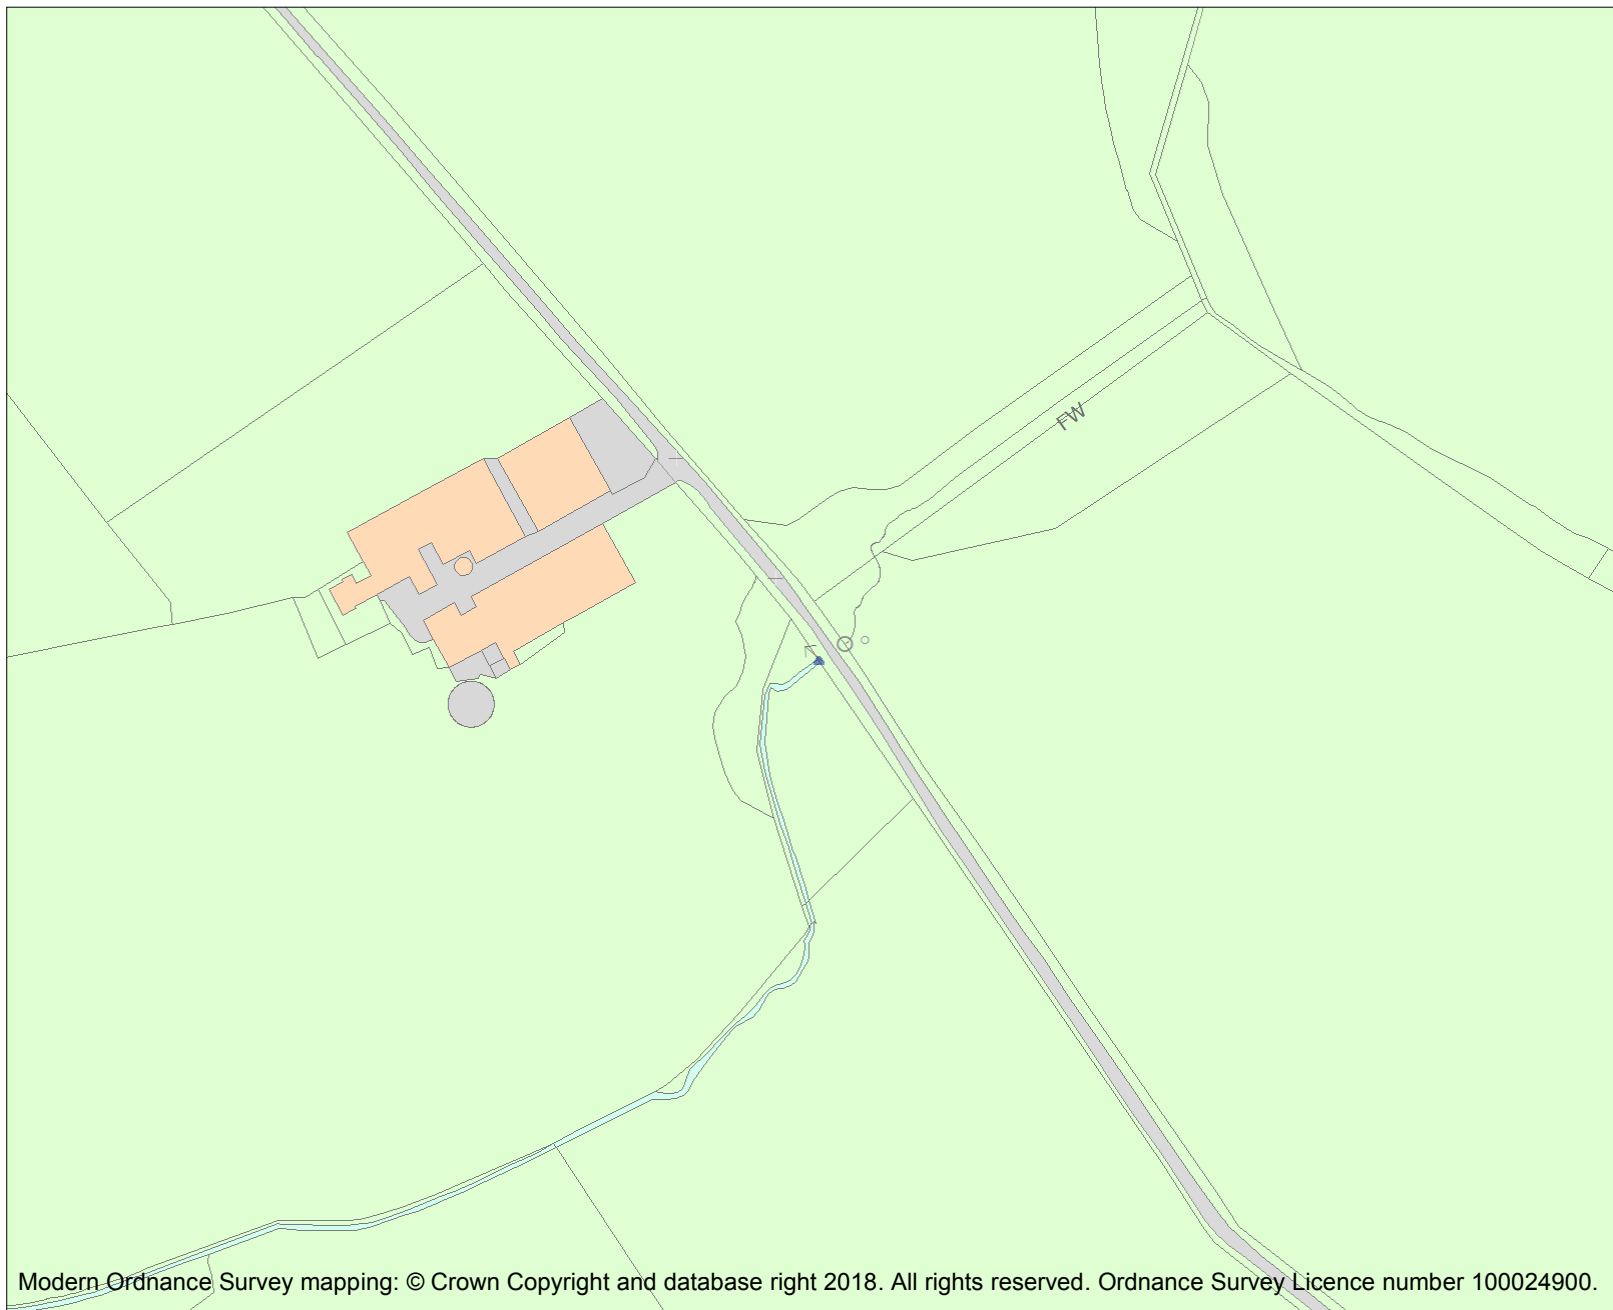 FW
Modern Ordnance Survey mapping: © Crown Copyright and database right 2018. All rights reserved. Ordnance Survey Licence number 100024900.